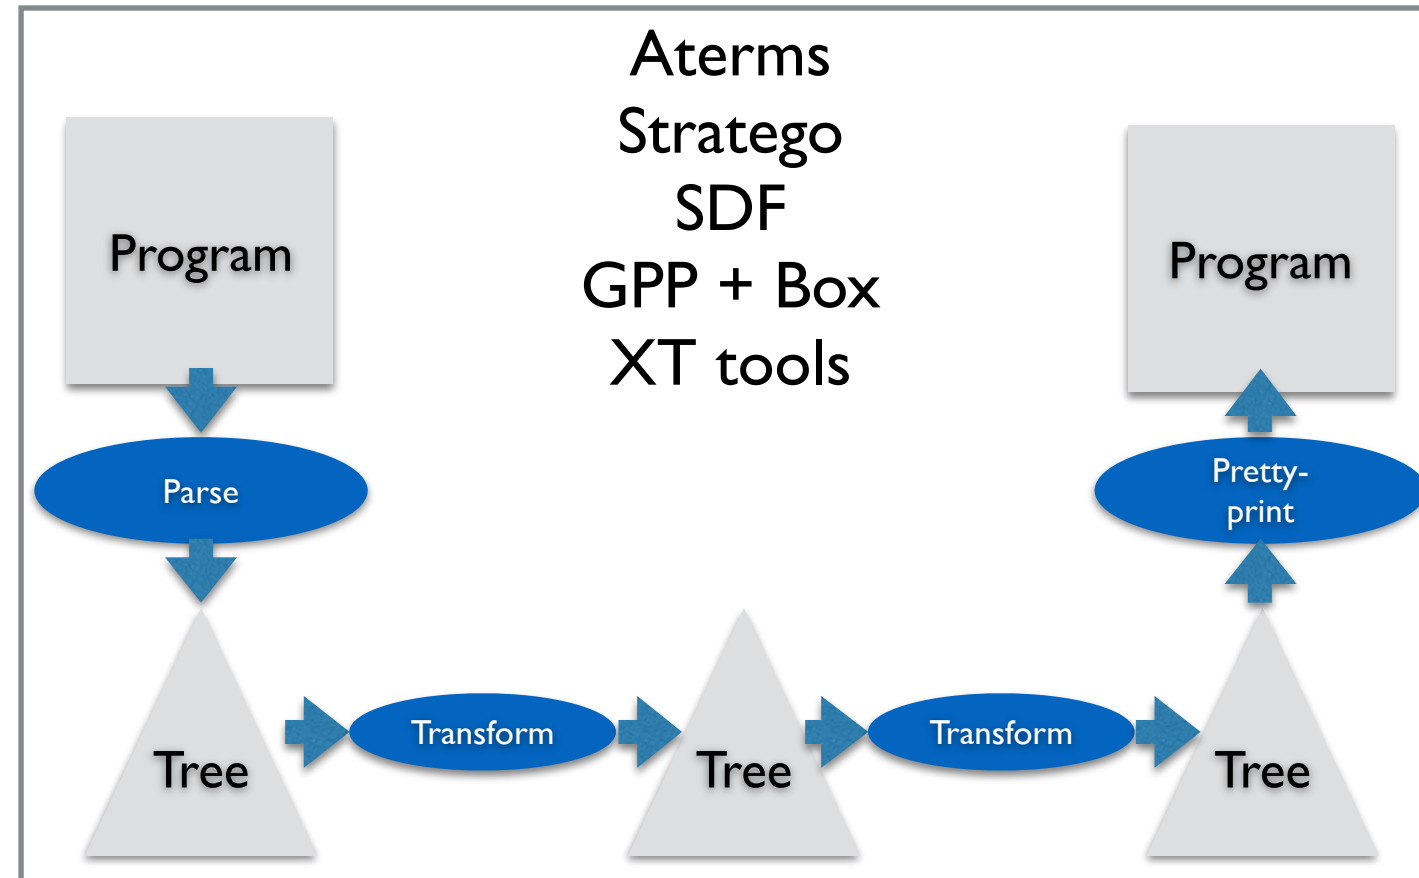 Aterms
Stratego
SDF
GPP + Box
XT tools
Program
Program
Parse
Pretty-
print
Transform
Transform
Tree
Tree
Tree